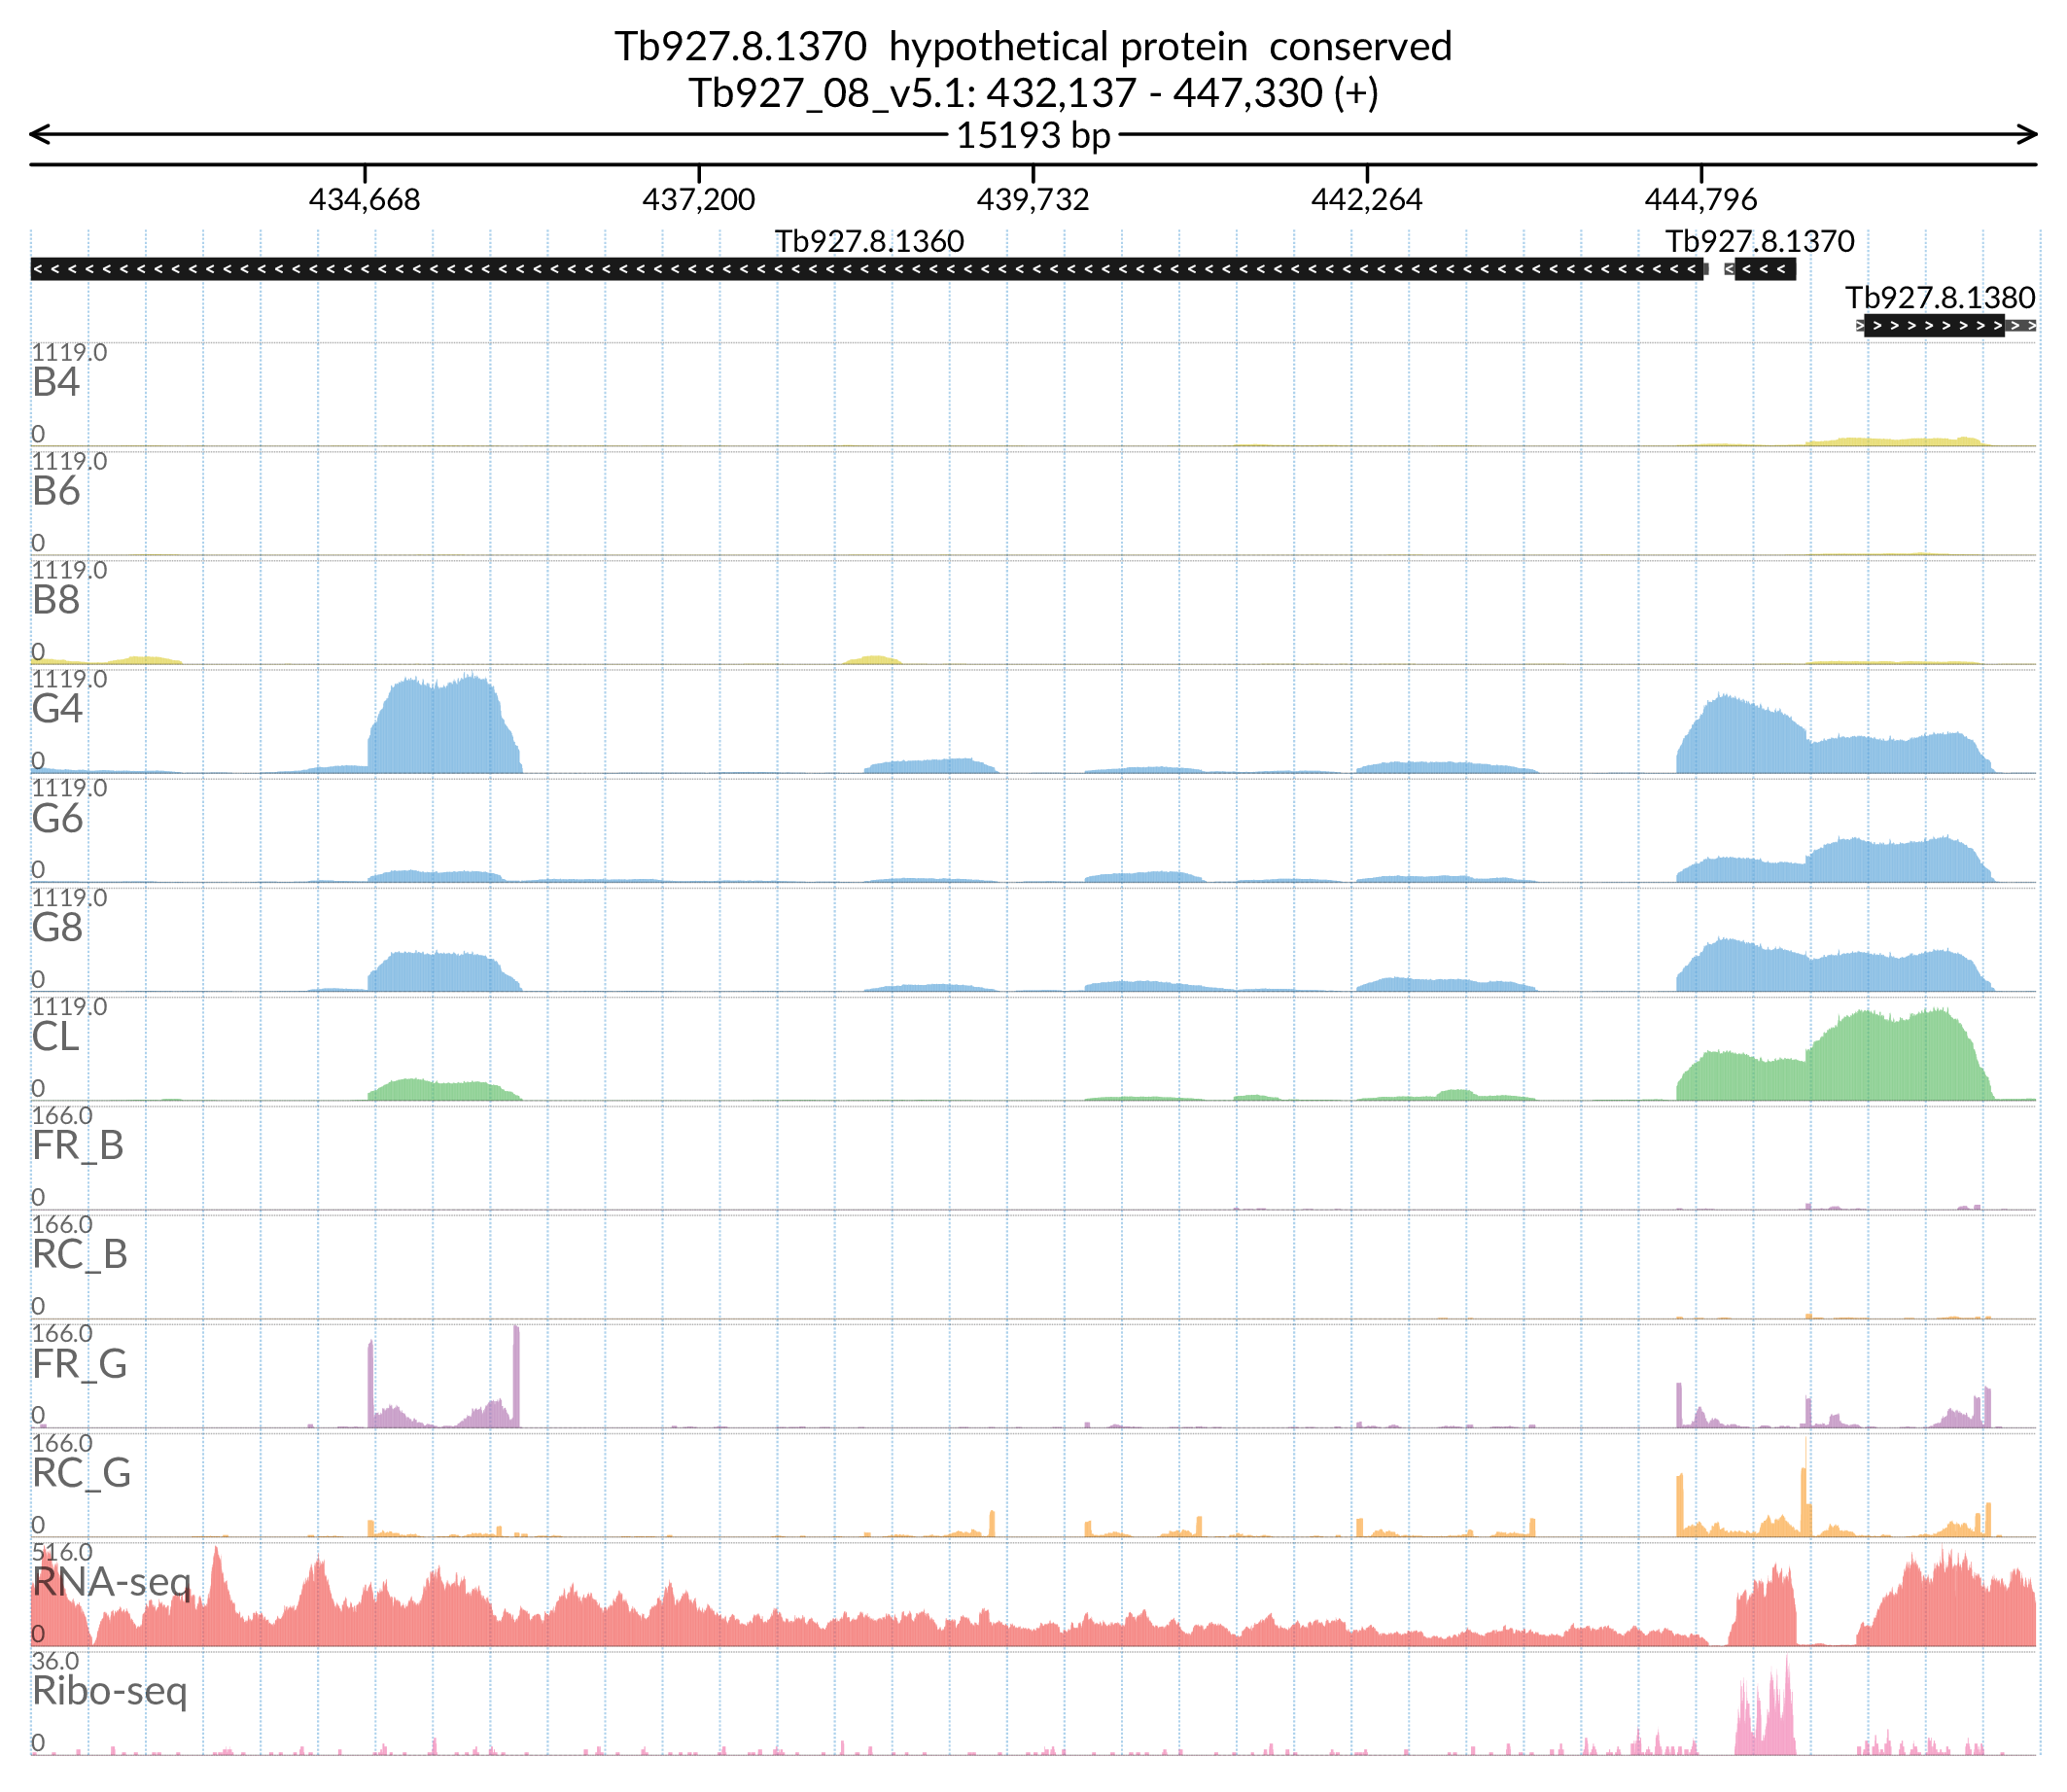 Tb927.8.1370  hypothetical protein  conserved
Tb927_08_v5.1: 432,137 - 447,330 (+)
15193 bp
434,668 437,200 439,732 442,264 444,796
Tb927.8.1360 Tb927.8.1370
Tb927.8.1380
1119.0
B4
0
1119.0
B6
0
1119.0
B8
0
1119.0
G4
0
1119.0
G6
0
1119.0
G8
0
1119.0
CL
0
166.0
FR_B
0
166.0
RC_B
0
166.0
FR_G
0
166.0
RC_G
0
516.0
RNA-seq
0
36.0
Ribo-seq
0